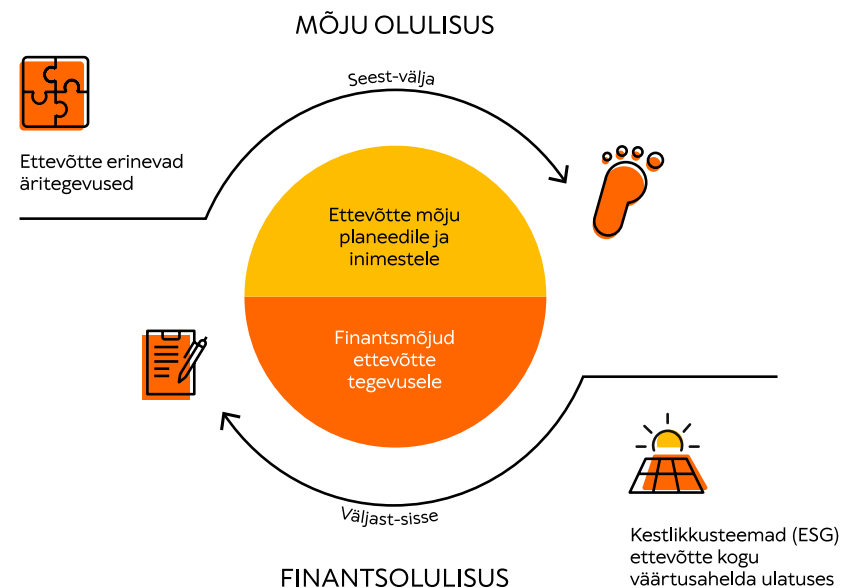 MÕJU OLULISUS
Seest-välja
Ettevõtte erinevad
äritegevused
Ettevõtte mõju
planeedile ja
inimestele
Finantsmõjud
ettevõtte
tegevusele
Väljast-sisse
Kestlikkusteemad (ESG)
ettevõtte kogu
väärtusahelda ulatuses
FINANTSOLULISUS